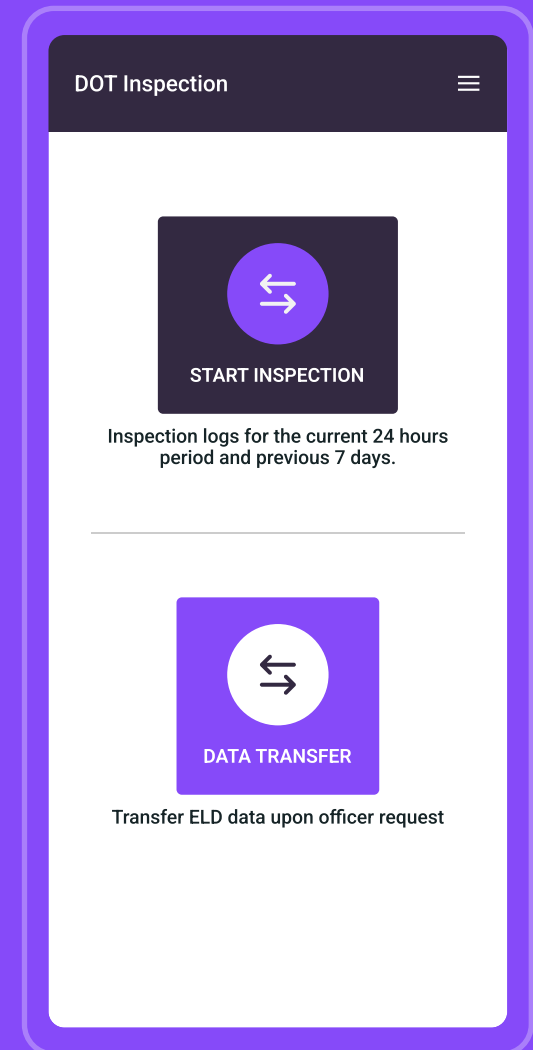 DOT Inspection
START INSPECTION
Inspection logs for the current 24 hours
period and previous 7 days.
DATA TRANSFER
Transfer ELD data upon officer request